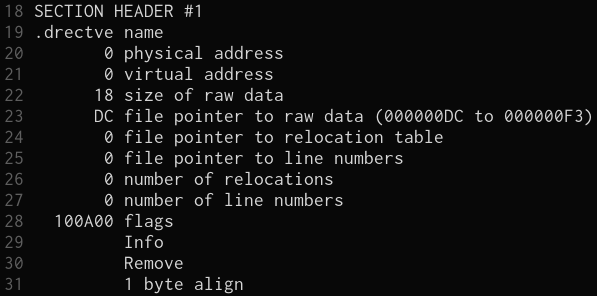 18 SECTION HEADER #1
19 .drectve name
20        0 physical address
21        0 virtual address
22       18 size of raw data
23       DC file pointer to raw data (000000DC to 000000F3)
24        0 file pointer to relocation table
25        0 file pointer to line numbers
26        0 number of relocations
27        0 number of line numbers
28   100A00 flags
29          Info
30          Remove
31          1 byte align